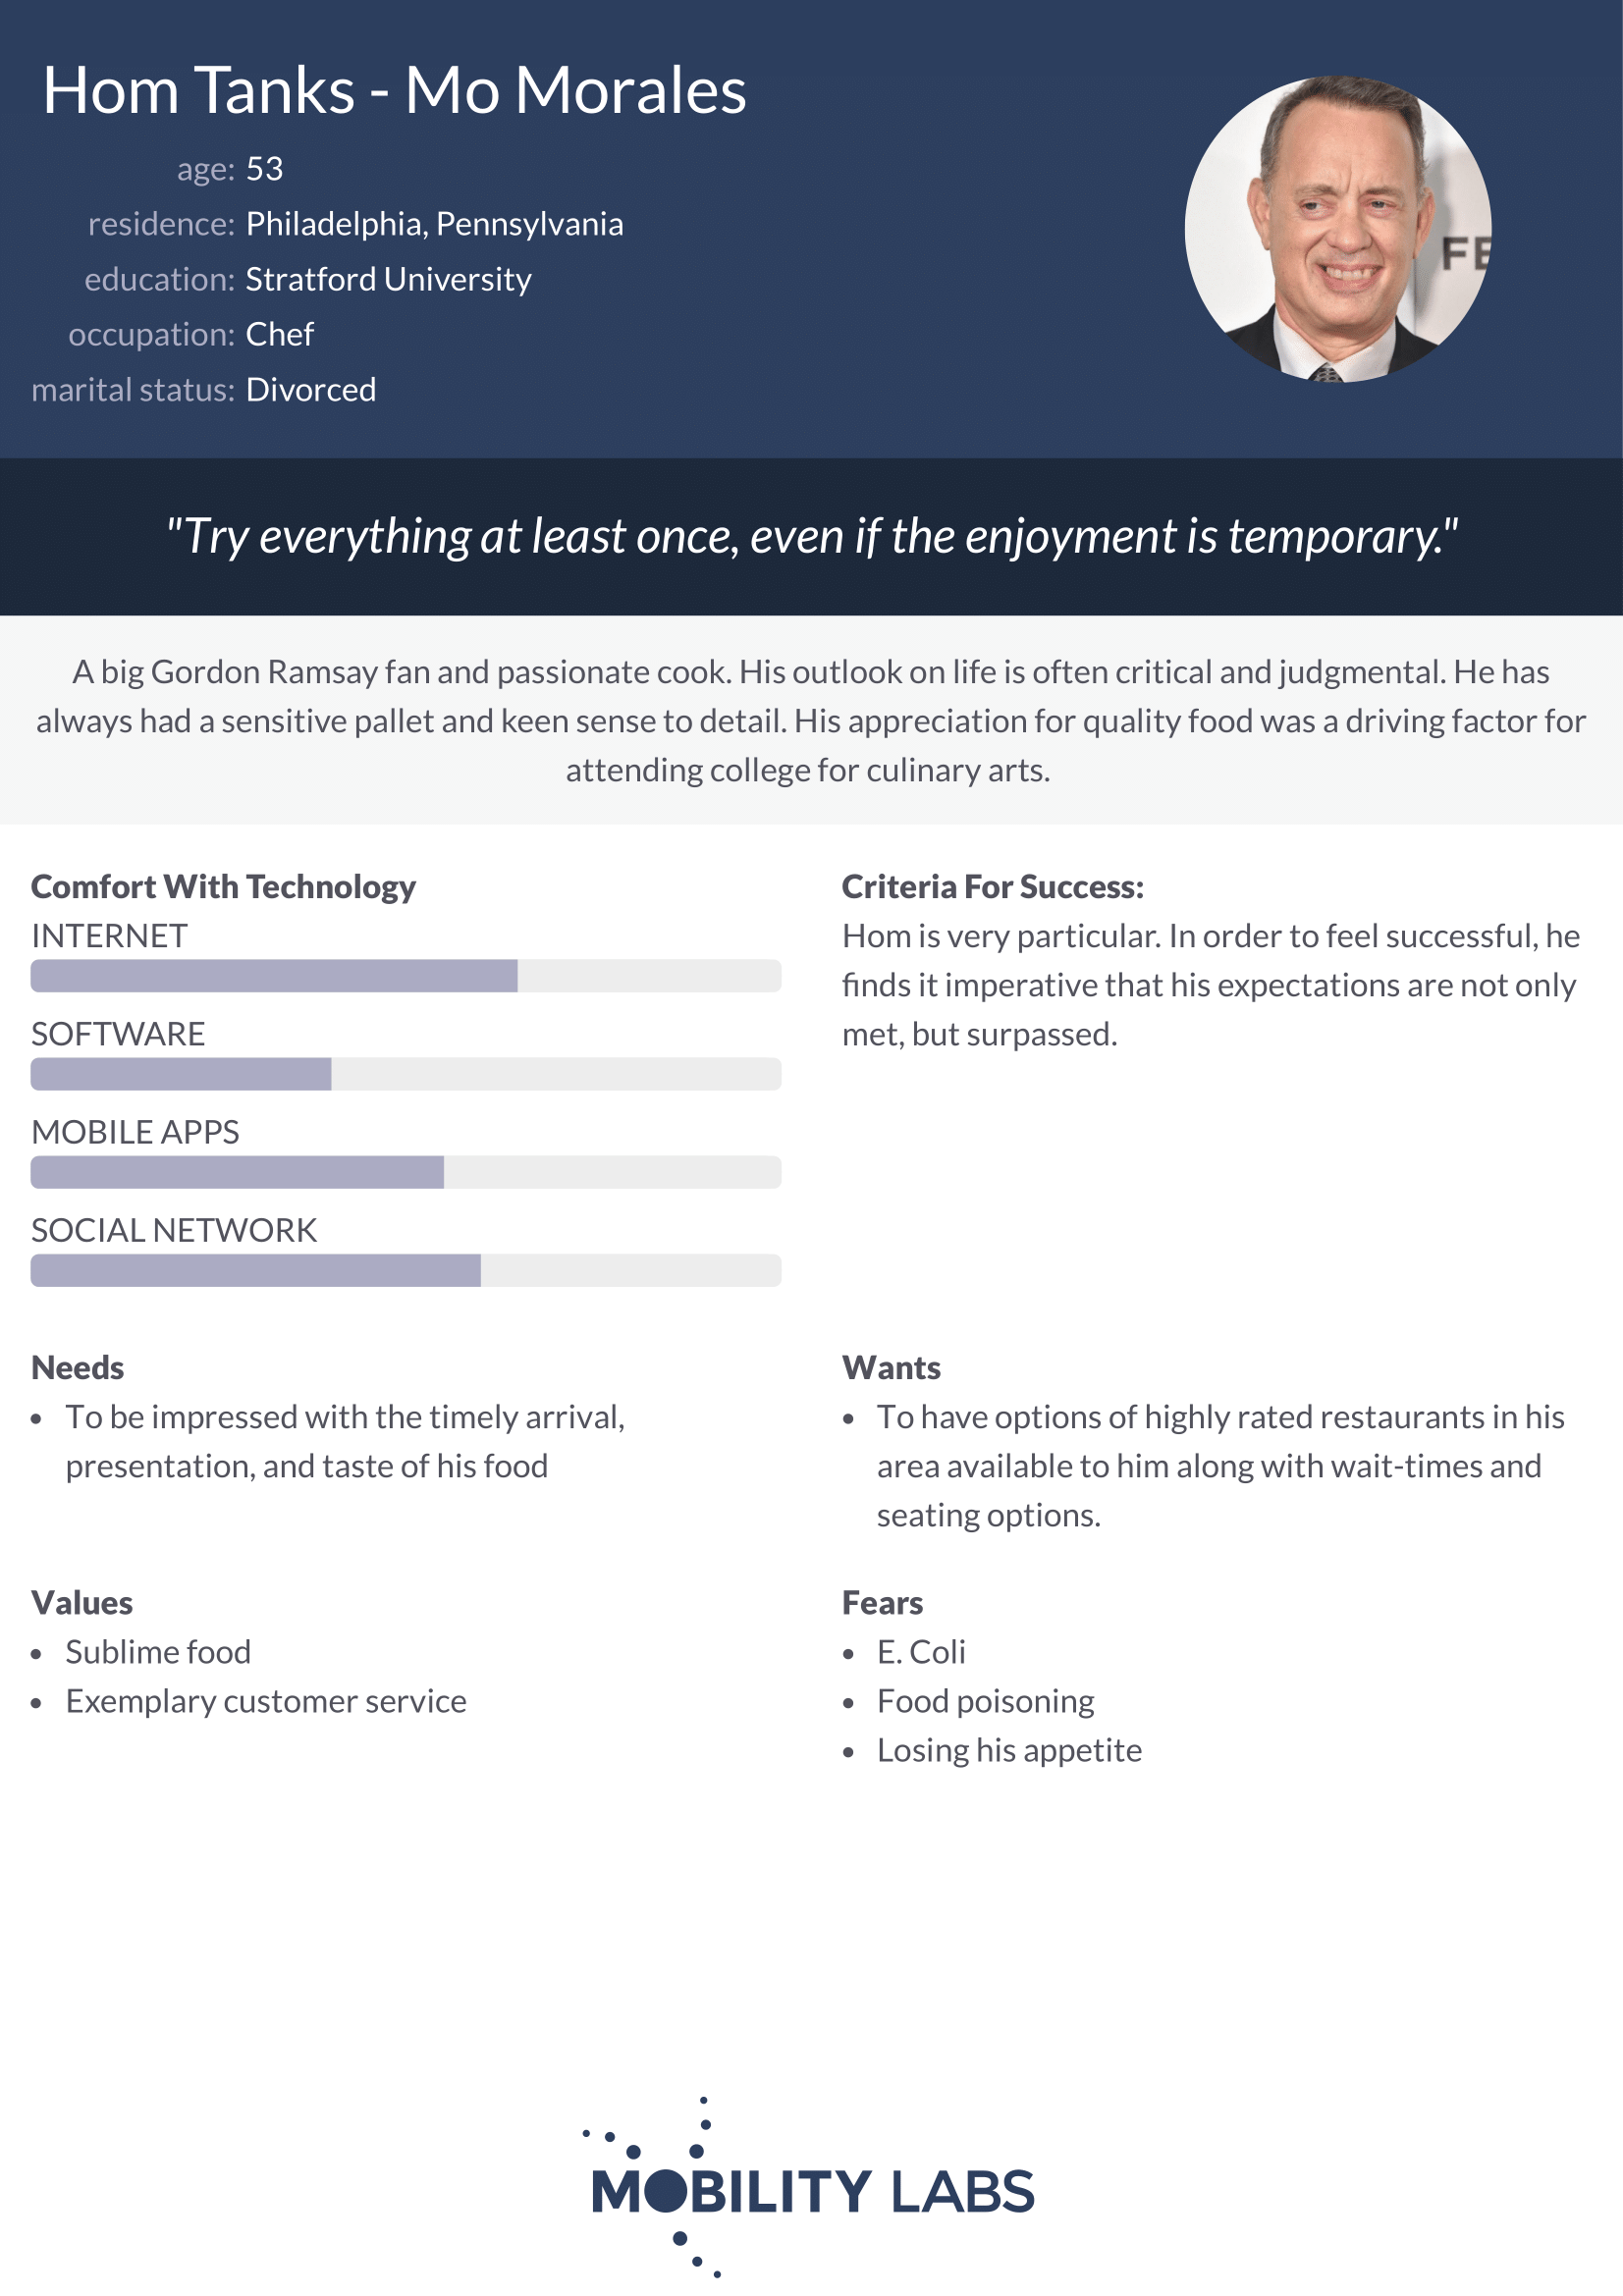 Hom Tanks - Mo Morales
age: 53
residence: Philadelphia, Pennsylvania
education: Stratford University
occupation: Chef
marital status: Divorced
FE
"Try everything at least once, even if the enjoyment is temporary."
A big Gordon Ramsay fan and passionate cook. His outlook on life is often critical and judgmental. He has
always had a sensitive pallet and keen sense to detail. His appreciation for quality food was a driving factor for
attending college for culinary arts.
Comfort With Technology
INTERNET
SOFTWARE
MOBILE APPS
SOCIAL NETWORK
Criteria For Success:
Hom is very particular. In order to feel successful, he
finds it imperative that his expectations are not only
met, but surpassed.
Needs
• To be impressed with the timely arrival,
presentation, and taste of his food
Wants
• To have options of highly rated restaurants in his
area available to him along with wait-times and
seating options.
Values
• Sublime food
• Exemplary customer service
Fears
• E. Coli
• Food poisoning
• Losing his appetite
MOBILITY LABS